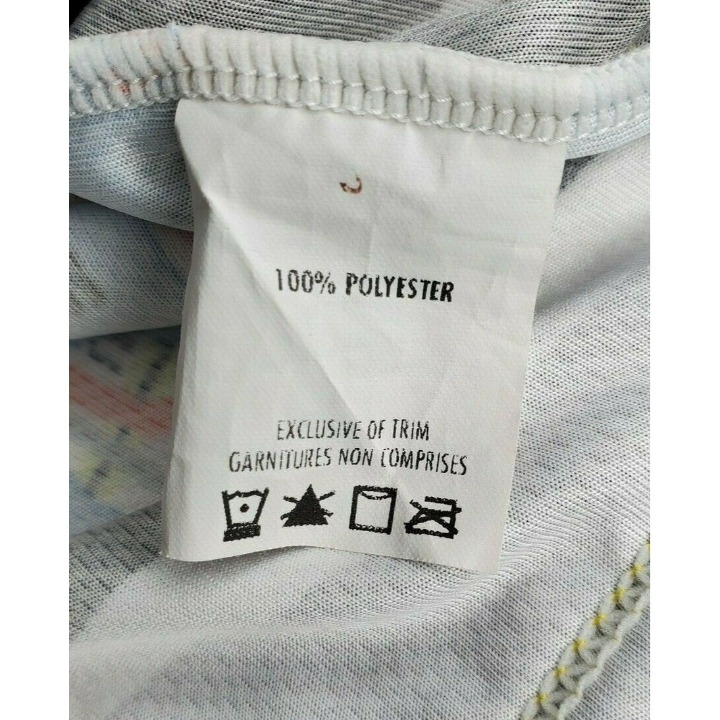 100% POLYESTER
EXCLUSIVE OF TRIM
GARNITURES NON COMPRISES